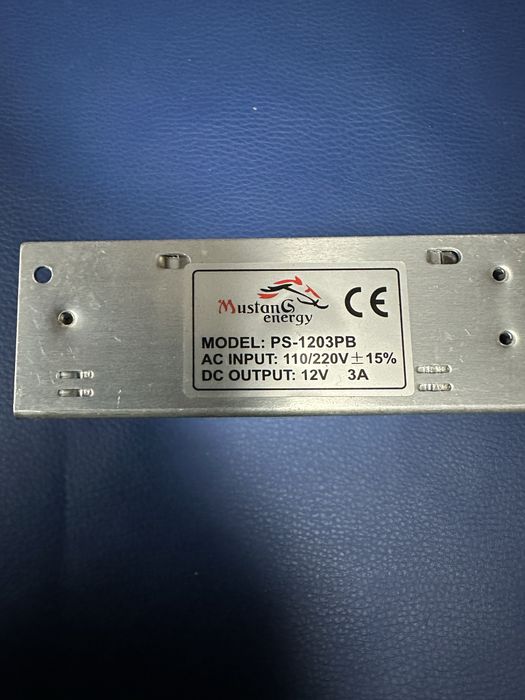 MustanG
energy
CE
MODEL: PS-1203PB
AC INPUT: 110/220V ± 15%
DC OUTPUT: 12V 3A